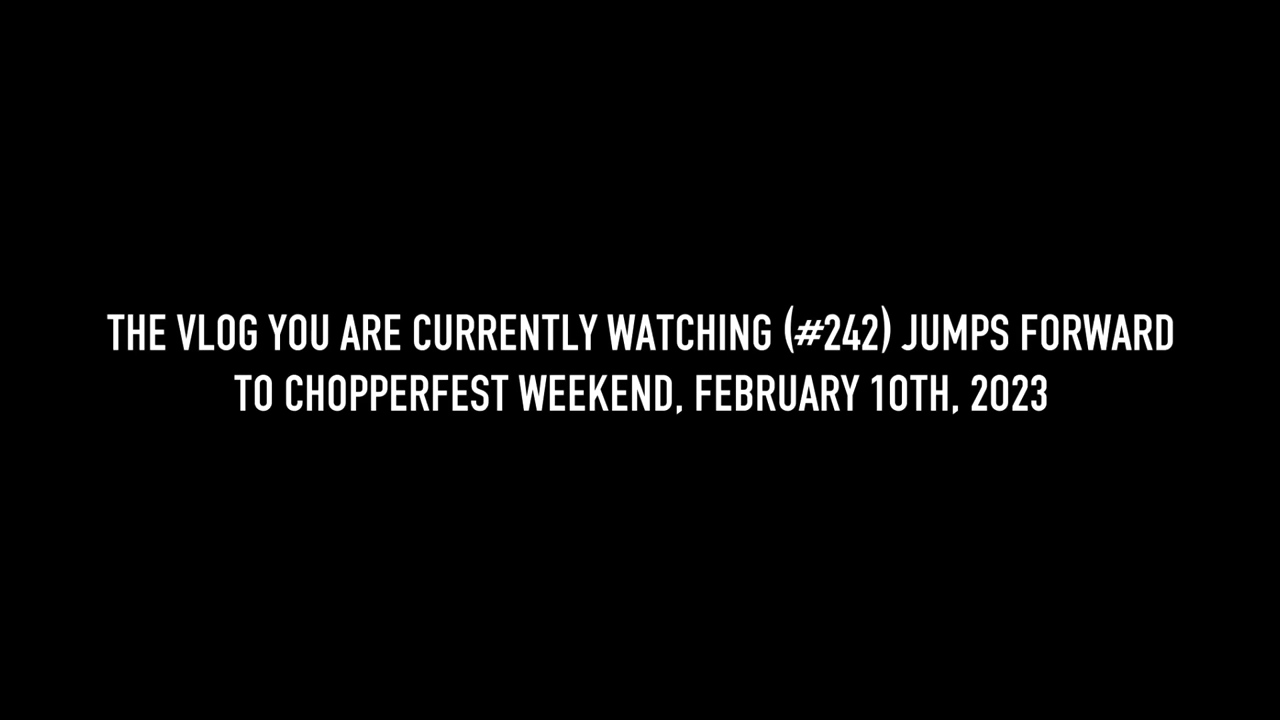 THE VLOG YOU ARE CURRENTLY WATCHING (#242) JUMPS FORWARD
TO CHOPPERFEST WEEKEND, FEBRUARY 10TH, 2023